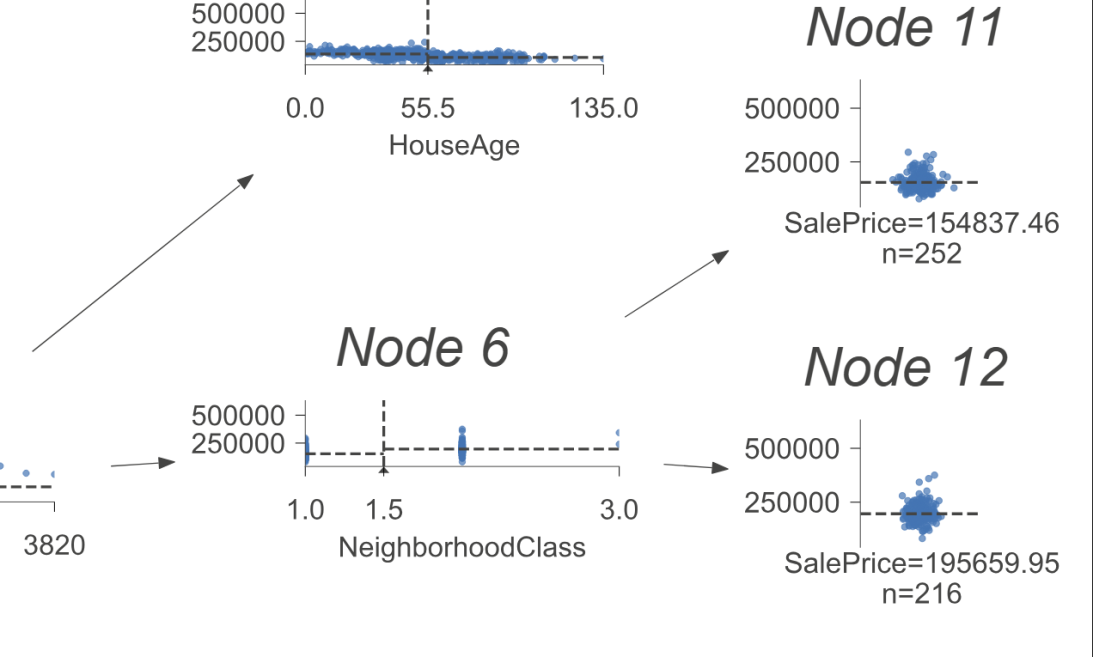 500000
250000
0.0 55.5 135.0
HouseAge
Node 11
500000
250000
SalePrice=154837.46
n=252
Node 6
500000
250000
1.0 1.5 3.0
NeighborhoodClass
3820
Node 12
500000
250000
SalePrice=195659.95
n=216